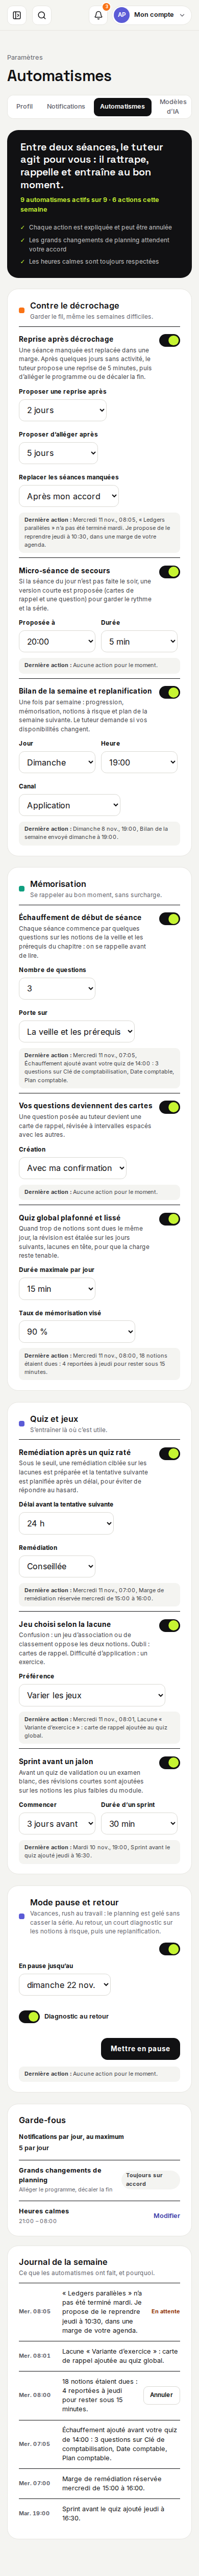 9
AP Mon compte
Paramètres
Automatismes
Profil Notifications Automatismes Modèles
d'IA
Entre deux séances, le tuteur
agit pour vous : il rattrape,
rappelle et entraîne au bon
moment.
9 automatismes actifs sur 9 · 6 actions cette
semaine
✓ Chaque action est expliquée et peut être annulée
✓ Les grands changements de planning attendent
votre accord
✓ Les heures calmes sont toujours respectées
Contre le décrochage
Garder le fil, même les semaines difficiles.
Reprise après décrochage
Une séance manquée est replacée dans une
marge. Après quelques jours sans activité, le
tuteur propose une reprise de 5 minutes, puis
d'alléger le programme ou de décaler la fin.
Proposer une reprise après
2 jours
Proposer d'alléger après
5 jours
Replacer les séances manquées
Après mon accord
Dernière action : Mercredi 11 nov., 08:05, « Ledgers
parallèles » n'a pas été terminé mardi. Je propose de le
reprendre jeudi à 10:30, dans une marge de votre
agenda.
Micro-séance de secours
Si la séance du jour n'est pas faite le soir, une
version courte est proposée (cartes de
rappel et une question) pour garder le rythme
et la série.
Proposée à Durée
20:00 5 min
Dernière action : Aucune action pour le moment.
Bilan de la semaine et replanification
Une fois par semaine : progression,
mémorisation, notions à risque et plan de la
semaine suivante. Le tuteur demande si vos
disponibilités changent.
Jour Heure
Dimanche 19:00
Canal
Application
Dernière action : Dimanche 8 nov., 19:00, Bilan de la
semaine envoyé dimanche à 19:00.
Mémorisation
Se rappeler au bon moment, sans surcharge.
Échauffement de début de séance
Chaque séance commence par quelques
questions sur les notions de la veille et les
prérequis du chapitre : on se rappelle avant
de lire.
Nombre de questions
3
Porte sur
La veille et les prérequis
Dernière action : Mercredi 11 nov., 07:05,
Échauffement ajouté avant votre quiz de 14:00 : 3
questions sur Clé de comptabilisation, Date comptable,
Plan comptable.
Vos questions deviennent des cartes
Une question posée au tuteur devient une
carte de rappel, révisée à intervalles espacés
avec les autres.
Création
Avec ma confirmation
Dernière action : Aucune action pour le moment.
Quiz global plafonné et lissé
Quand trop de notions sont dues le même
jour, la révision est étalée sur les jours
suivants, lacunes en tête, pour que la charge
reste tenable.
Durée maximale par jour
15 min
Taux de mémorisation visé
90 %
Dernière action : Mercredi 11 nov., 08:00, 18 notions
étaient dues : 4 reportées à jeudi pour rester sous 15
minutes.
Quiz et jeux
S'entraîner là où c'est utile.
Remédiation après un quiz raté
Sous le seuil, une remédiation ciblée sur les
lacunes est préparée et la tentative suivante
est planifiée après un délai, pour éviter de
répondre au hasard.
Délai avant la tentative suivante
24 h
Remédiation
Conseillée
Dernière action : Mercredi 11 nov., 07:00, Marge de
remédiation réservée mercredi de 15:00 à 16:00.
Jeu choisi selon la lacune
Confusion : un jeu d'association ou de
classement oppose les deux notions. Oubli :
cartes de rappel. Difficulté d'application : un
exercice.
Préférence
Varier les jeux
Dernière action : Mercredi 11 nov., 08:01, Lacune «
Variante d'exercice » : carte de rappel ajoutée au quiz
global.
Sprint avant un jalon
Avant un quiz de validation ou un examen
blanc, des révisions courtes sont ajoutées
sur les notions les plus faibles du module.
Commencer Durée d'un sprint
3 jours avant 30 min
Dernière action : Mardi 10 nov., 19:00, Sprint avant le
quiz ajouté jeudi à 16:30.
Mode pause et retour
Vacances, rush au travail : le planning est gelé sans
casser la série. Au retour, un court diagnostic sur
les notions à risque, puis une replanification.
En pause jusqu'au
dimanche 22 nov.
Diagnostic au retour
Mettre en pause
Dernière action : Aucune action pour le moment.
Garde-fous
Notifications par jour, au maximum
5 par jour
Grands changements de
planning
Alléger le programme, décaler la fin
Toujours sur
accord
Heures calmes
21:00 – 08:00
Modifier
Journal de la semaine
Ce que les automatismes ont fait, et pourquoi.
Mer. 08:05
« Ledgers parallèles » n'a
pas été terminé mardi. Je
propose de le reprendre
jeudi à 10:30, dans une
marge de votre agenda.
En attente
Mer. 08:01
Lacune « Variante d'exercice » : carte
de rappel ajoutée au quiz global.
Mer. 08:00
18 notions étaient dues :
4 reportées à jeudi
pour rester sous 15
minutes.
Annuler
Mer. 07:05
Échauffement ajouté avant votre quiz
de 14:00 : 3 questions sur Clé de
comptabilisation, Date comptable,
Plan comptable.
Mer. 07:00
Marge de remédiation réservée
mercredi de 15:00 à 16:00.
Mar. 19:00
Sprint avant le quiz ajouté jeudi à
16:30.